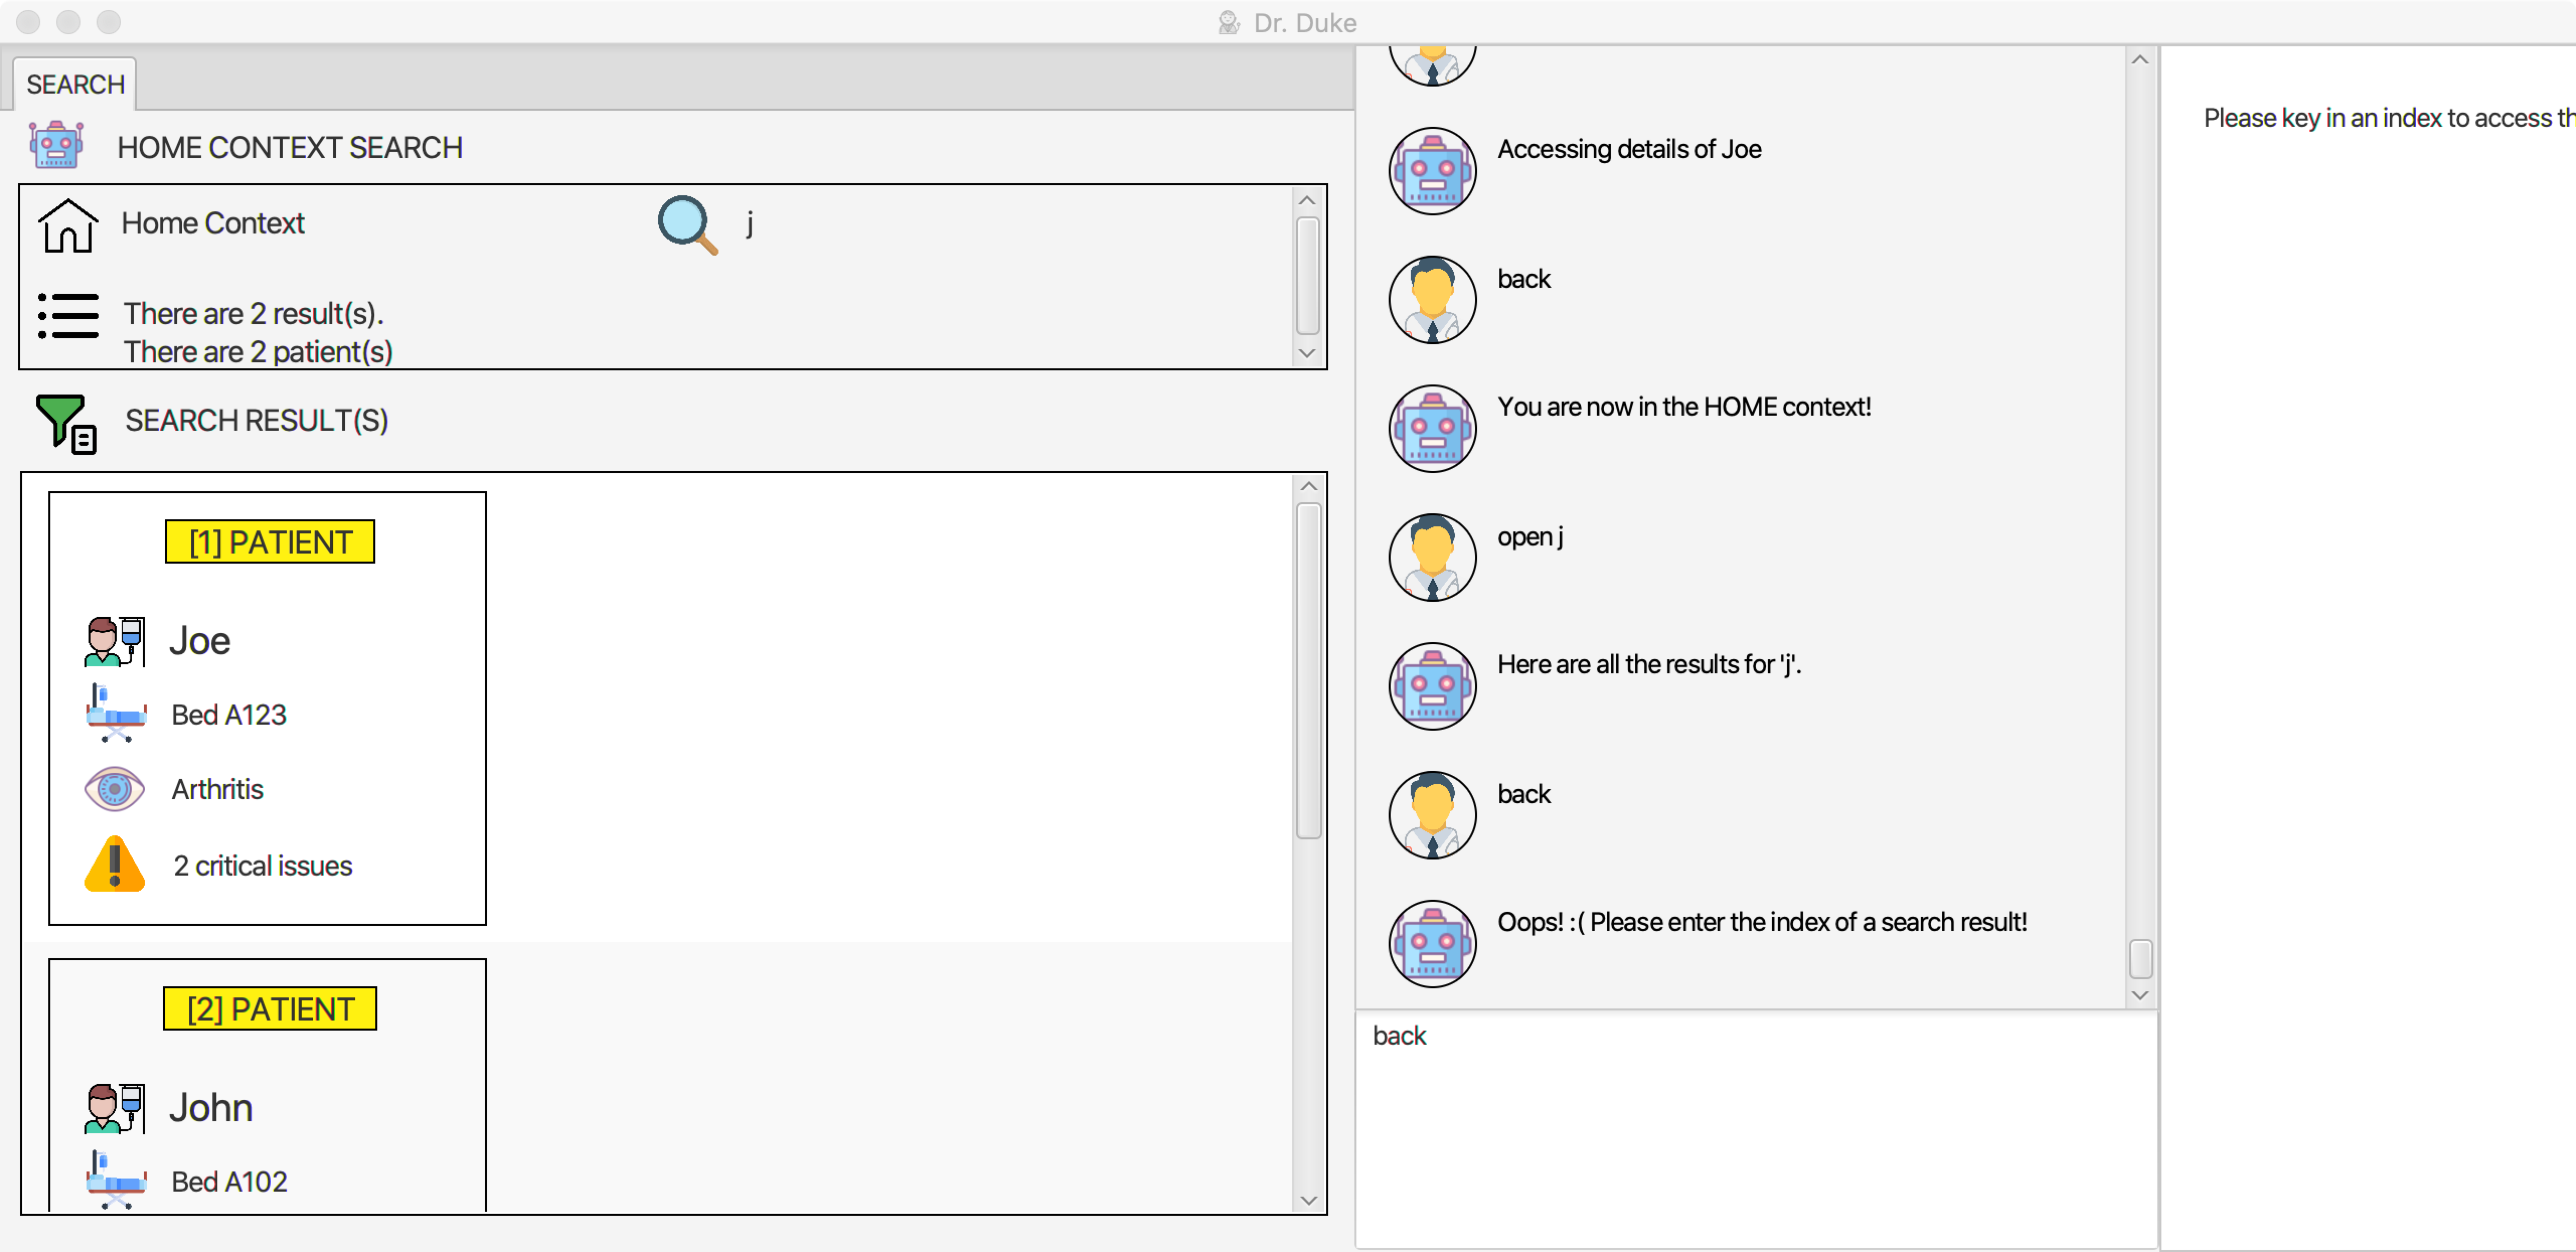 Dr. Duke
SEARCH
HOME CONTEXT SEARCH
Home Context
j
There are 2 result(s).
There are 2 patient(s)
SEARCH RESULT(S)
[1] PATIENT
Joe
Bed A123
Arthritis
2 critical issues
[2] PATIENT
John
Bed A102
Accessing details of Joe
back
You are now in the HOME context!
open j
Here are all the results for 'j'.
back
Oops! :( Please enter the index of a search result!
back
Please key in an index to access